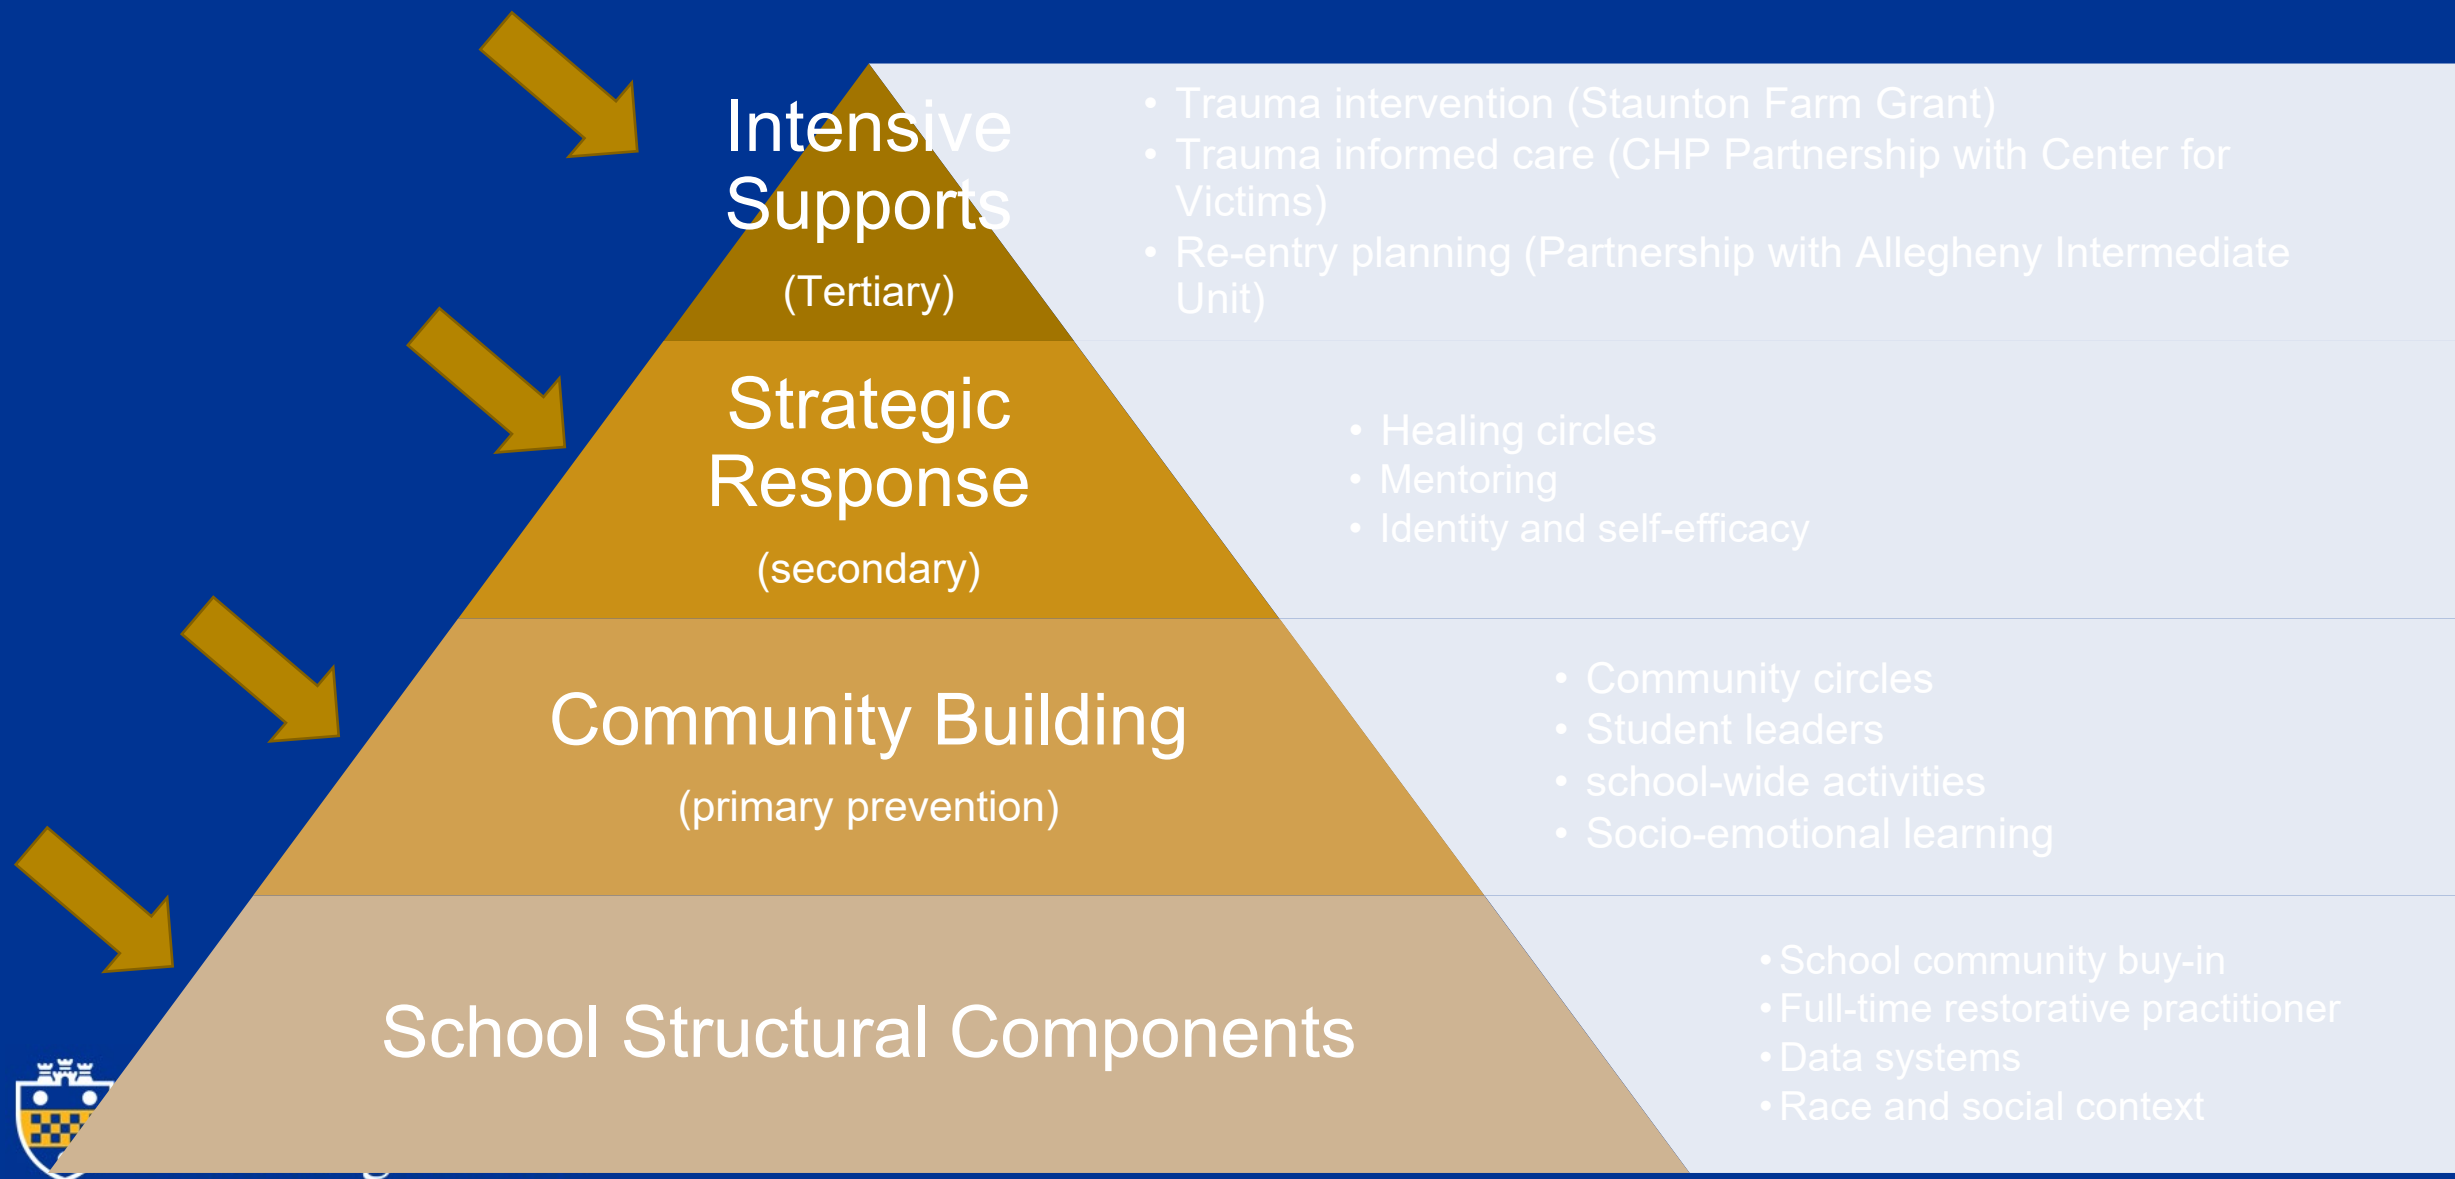 Intensive
Supports
(Tertiary)
• Trauma intervention (Staunton Farm Grant)
• Trauma informed care (CHP Partnership with Center for
Victims)
• Re-entry planning (Partnership with Allegheny Intermediate
Unit)
Strategic
Response
(secondary)
• Healing circles
• Mentoring
• Identity and self-efficacy
Community Building
(primary prevention)
• Community circles
• Student leaders
• school-wide activities
• Socio-emotional learning
School Structural Components
• School community buy-in
• Full-time restorative practitioner
• Data systems
• Race and social context